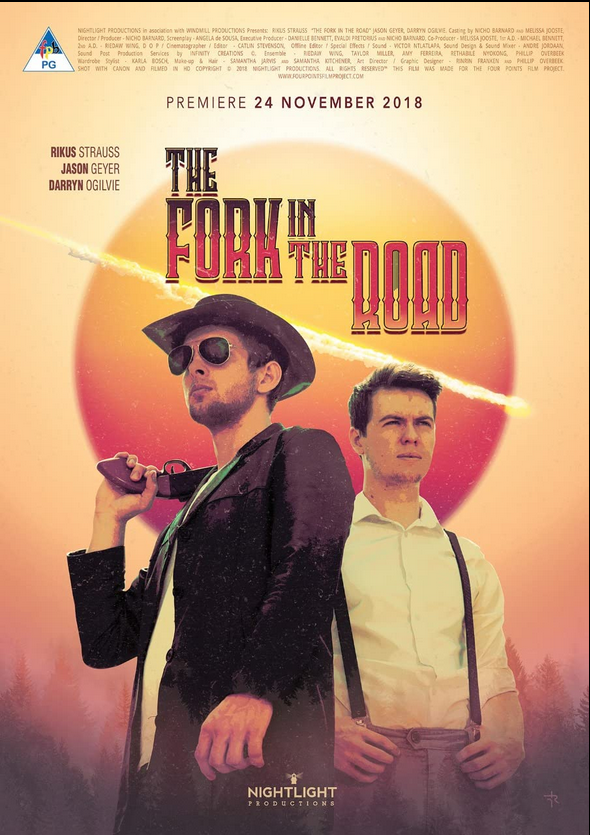 NIGHTLIGHT PRODUCTIONS in association with WINDMILL PRODUCTIONS Presents: RIKUS STRAUSS "THE FORK IN THE ROAD" JASON GEYER, DARRYN OGILVIE. Casting by NICHO BARNARD and MELISSA JOOSTE,
Director / Producer - NICHO BARNARD, Screenplay - ANGELA de SOUSA, Executive Producer - DANIELLE BENNETT, EVALDI PRETORIUS and NICHO BARNARD, Co-Producer - MELISSA JOOSTE, 1st A.D. - MICHAEL BENNETT,
2nd A.D. - RIEDAW WING, D O P / Cinematographer / Editor - CATLIN STEVENSON, Offline Editor / Special Effects / Sound - VICTOR NTLATLAPA, Sound Design & Sound Mixer - ANDRE JORDAAN,
Sound Post Production Services - NIGHTLIGHT CREATIONS ©. Ensemble - RIEDAW WING, TAYLOR MILLER, AMY FERREIRA, RETHABILE NYOKONG, PHILLIP OVERBEEK
Wardrobe Stylist - KARLA BOSCH, Make-up & Hair - SAMANTHA JARVIS and SAMANTHA KITCHENER, Art Director / Graphic Designer - RINRIN FRANKEN and PHILLIP OVERBEEK.
SHOT WITH CANON AND FILMED IN HD COPYRIGHT © 2018 NIGHTLIGHT PRODUCTIONS. ALL RIGHTS RESERVED™ THIS FILM WAS MADE FOR THE FOUR POINTS FILM PROJECT.
WWW.FOURPOINTSFILMPROJECT.COM
PG
PREMIERE 24 NOVEMBER 2018
RIKUS STRAUSS
JASON GEYER
DARRYN OGILVIE
THE
FORK IN
THE ROAD
NIGHTLIGHT
PRODUCTIONS